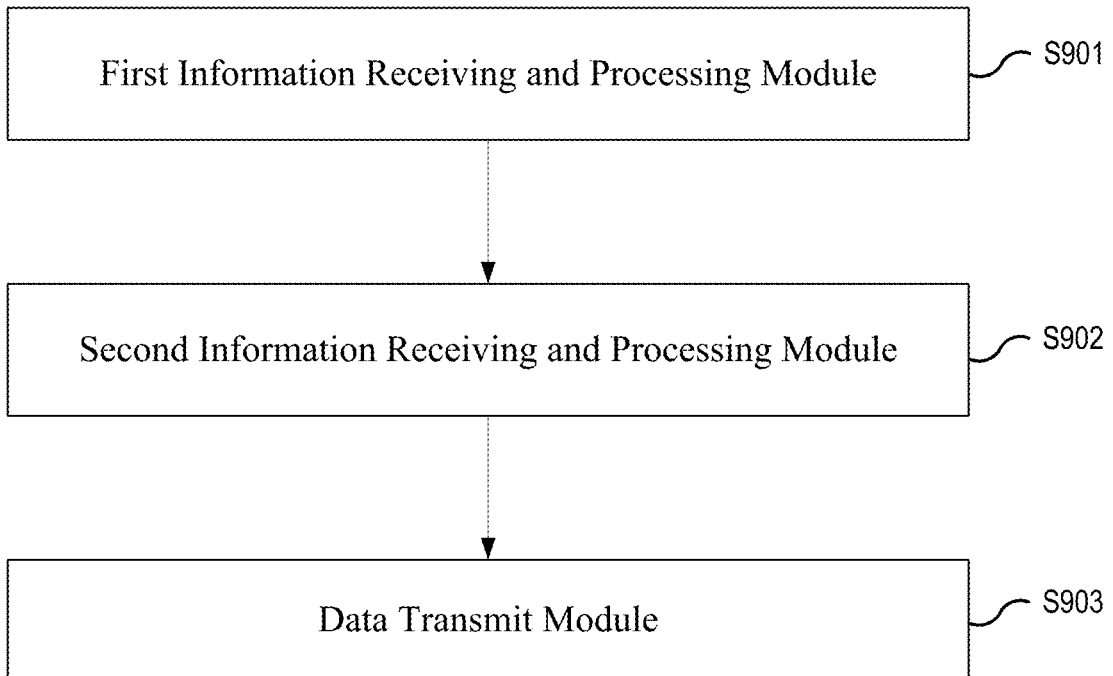 First Information Receiving and Processing Module
S901
Second Information Receiving and Processing Module
S902
Data Transmit Module
S903